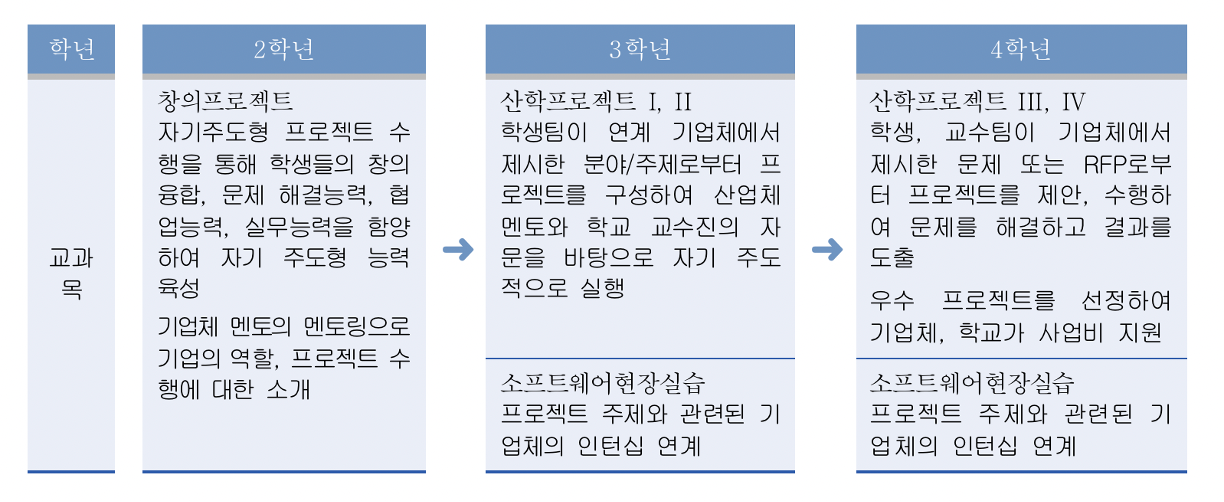 학년
2학년
3학년
4학년
교과
목
창의프로젝트
자기주도형 프로젝트 수
행을 통해 학생들의 창의
융합, 문제 해결능력, 협
업능력, 실무능력을 함양
하여 자기 주도형 능력
육성
기업체 멘토의 멘토링으로
기업의 역할, 프로젝트 수
행에 대한 소개
산학프로젝트 I, II
학생팀이 연계 기업체에서
제시한 분야/주제로부터 프
로젝트를 구성하여 산업체
멘토와 학교 교수진의 자
문을 바탕으로 자기 주도
적으로 실행
소프트웨어현장실습
프로젝트 주제와 관련된 기
업체의 인턴십 연계
산학프로젝트 III, IV
학생, 교수팀이 기업체에서
제시한 문제 또는 RFP로부
터 프로젝트를 제안, 수행하
여 문제를 해결하고 결과를
도출
우수 프로젝트를 선정하여
기업체, 학교가 사업비 지원
소프트웨어현장실습
프로젝트 주제와 관련된 기
업체의 인턴십 연계